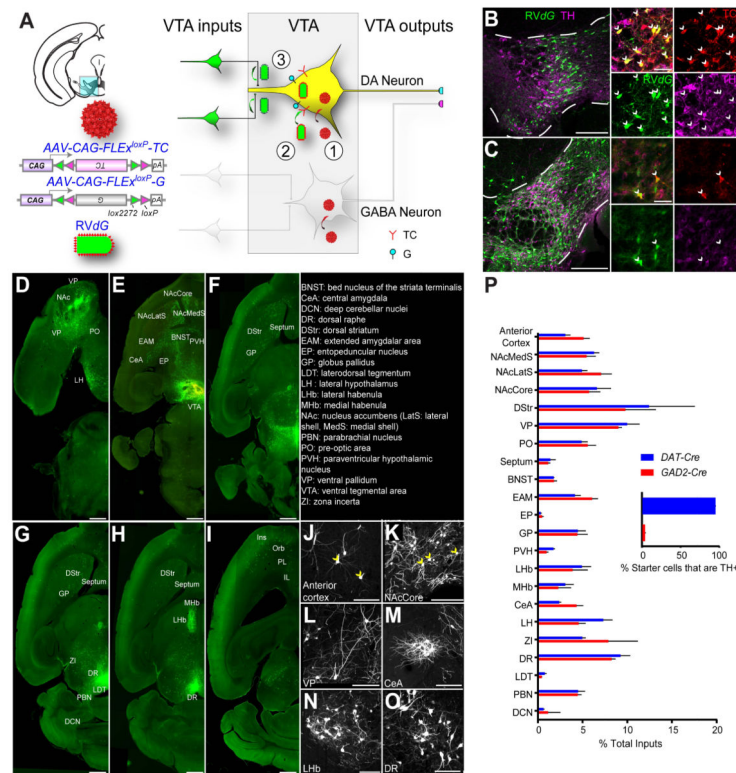 A
VTA inputs
VTA
VTA outputs
3
DA Neuron
2
1
GABA Neuron
TC
G
AAV-CAG-FLEx^loxP-TC
CAG
TC
pA
AAV-CAG-FLEx^loxP-G
CAG
G
pA
lox2272
loxP
RVdG
B
RVdG TH
TC
RVdG
TH
C
D
VP
NAc
VP
PO
LH
E
NAcCore
NAcLatS
NAcMedS
EAM
BNST
PVH
CeA
EP
VTA
F
DStr
Septum
GP
BNST: bed nucleus of the striata terminalis
CeA: central amygdala
DCN: deep cerebellar nuclei
DR: dorsal raphe
DStr: dorsal striatum
EAM: extended amygdalar area
EP: entopeduncular nucleus
GP: globus pallidus
LDT: laterodorsal tegmentum
LH : lateral hypothalamus
LHb: lateral habenula
MHb: medial habenula
NAc: nucleus accumbens (LatS: lateral
shell, MedS: medial shell)
PBN: parabrachial nucleus
PO: pre-optic area
PVH: paraventricular hypothalamic
nucleus
VP: ventral pallidum
VTA: ventral tegmental area
ZI: zona incerta
G
DStr
Septum
GP
ZI
DR
LDT
PBN
DCN
H
DStr
Septum
MHb
LHb
DR
I
Ins
Orb
PL
IL
J
Anterior
cortex
K
NAcCore
L
VP
M
CeA
N
LHb
O
DR
P
Anterior
Cortex
NAcMedS
NAcLatS
NAcCore
DStr
VP
PO
Septum
BNST
EAM
EP
GP
PVH
LHb
MHb
CeA
LH
ZI
DR
LDT
PBN
DCN
0 5 10 15 20
% Total Inputs
DAT-Cre
GAD2-Cre
0 50 100
% Starter cells that are TH+